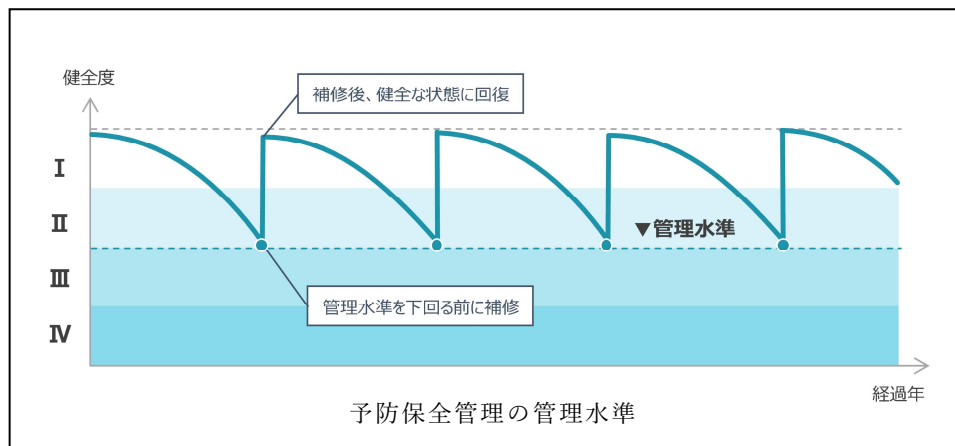 健全度
補修後、健全な状態に回復
Ⅰ
Ⅱ
▼管理水準
Ⅲ
管理水準を下回る前に補修
Ⅳ
経過年
予防保全管理の管理水準